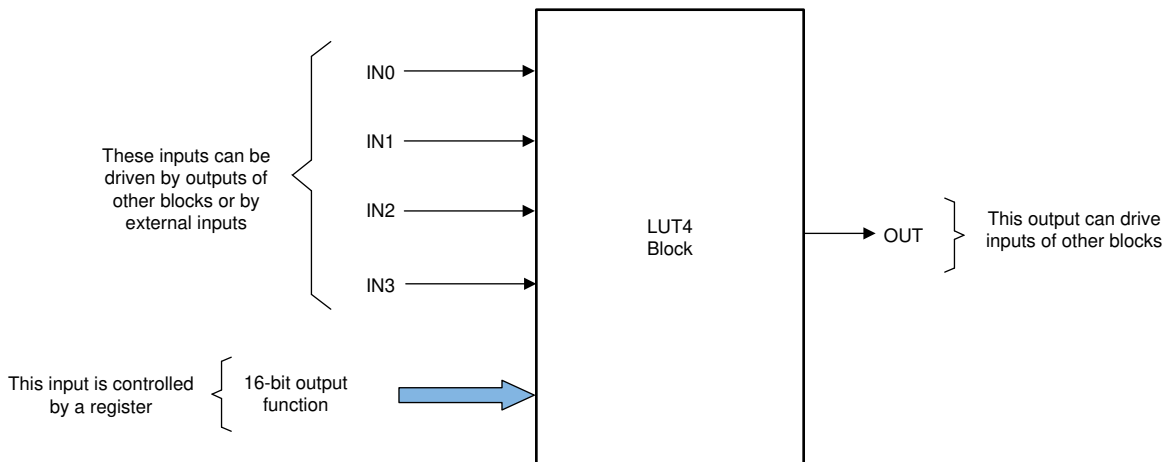 These inputs can be
driven by outputs of
other blocks or by
external inputs
IN0
IN1
IN2
IN3
This input is controlled
by a register
16-bit output
function
LUT4
Block
OUT
This output can drive
inputs of other blocks